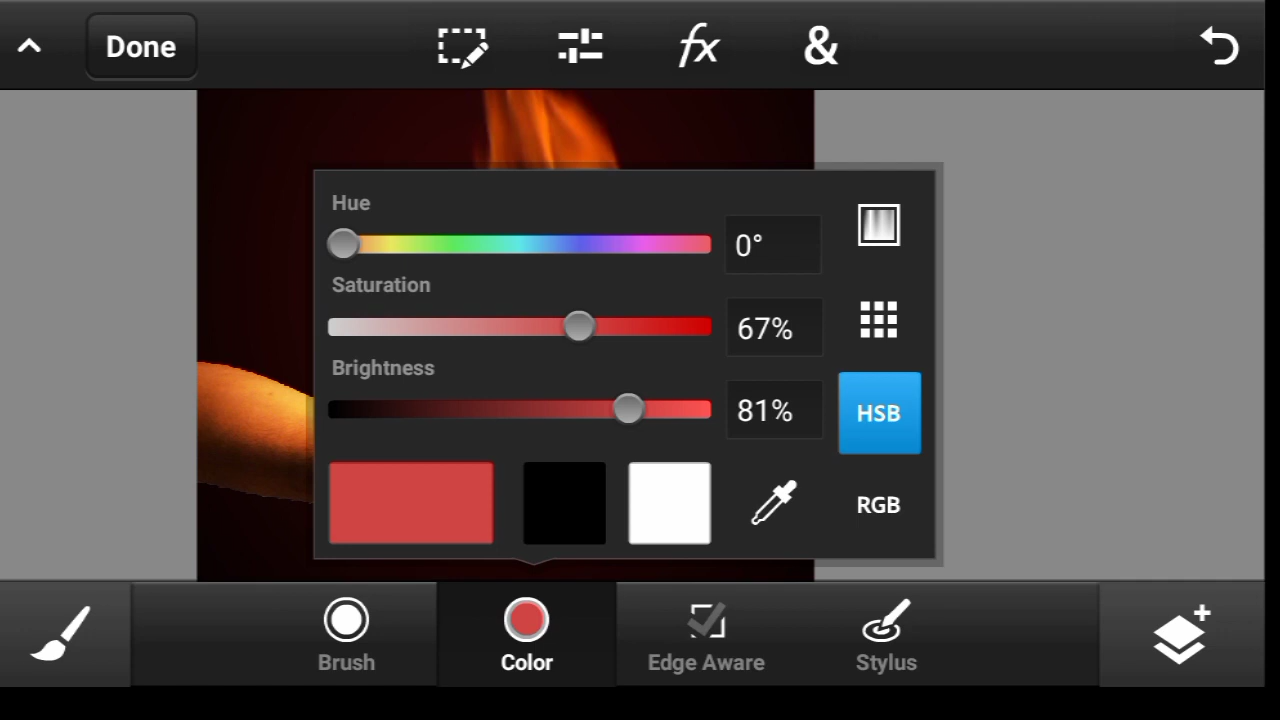 Done
fx
&
Hue
0°
Saturation
67%
Brightness
81%
HSB
RGB
Brush
Color
Edge Aware
Stylus